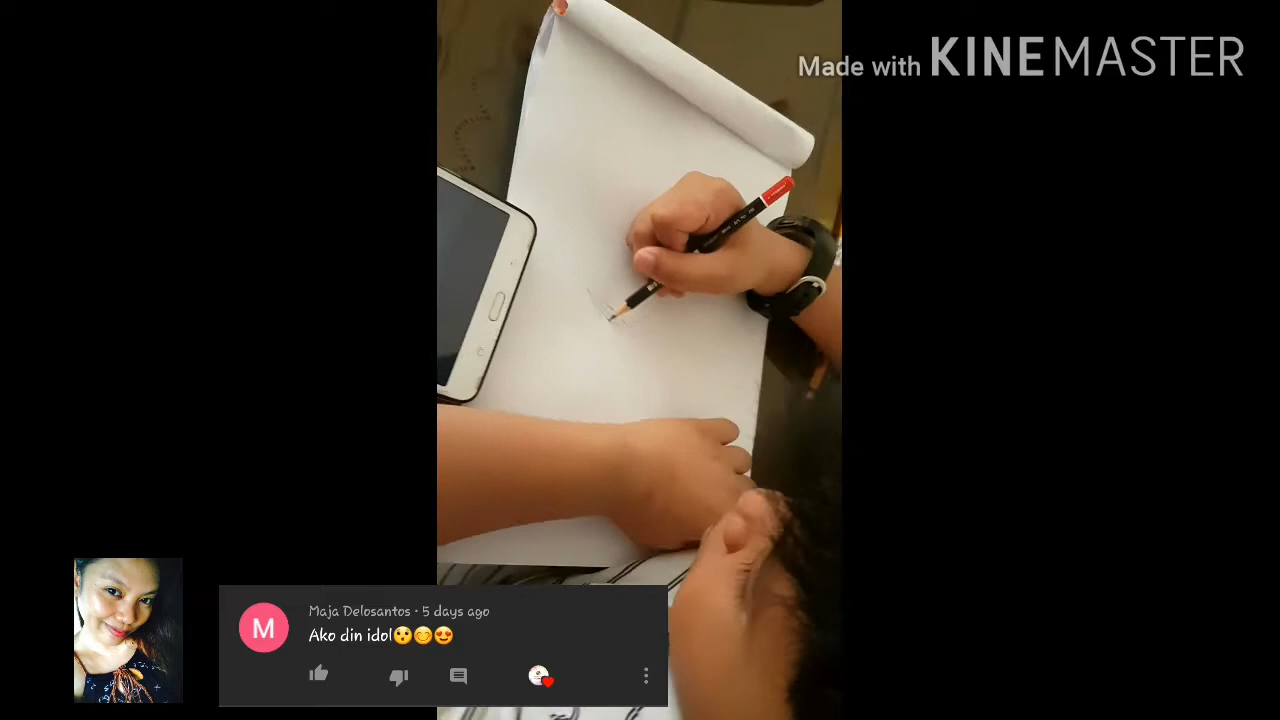 Made with KINEMASTER
Maja Delosantos · 5 days ago
Ako din idol😯😊😍
M